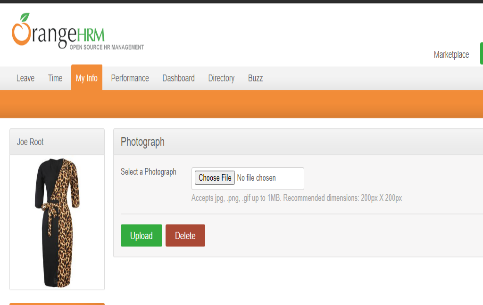 OrangeHRM
OPEN SOURCE HR MANAGEMENT
Marketplace
Leave Time My Info Performance Dashboard Directory Buzz
Joe Root
Photograph
Select a Photograph
Choose File No file chosen
Accepts jpg, .png, .gif up to 1MB. Recommended dimensions: 200px X 200px
Upload Delete